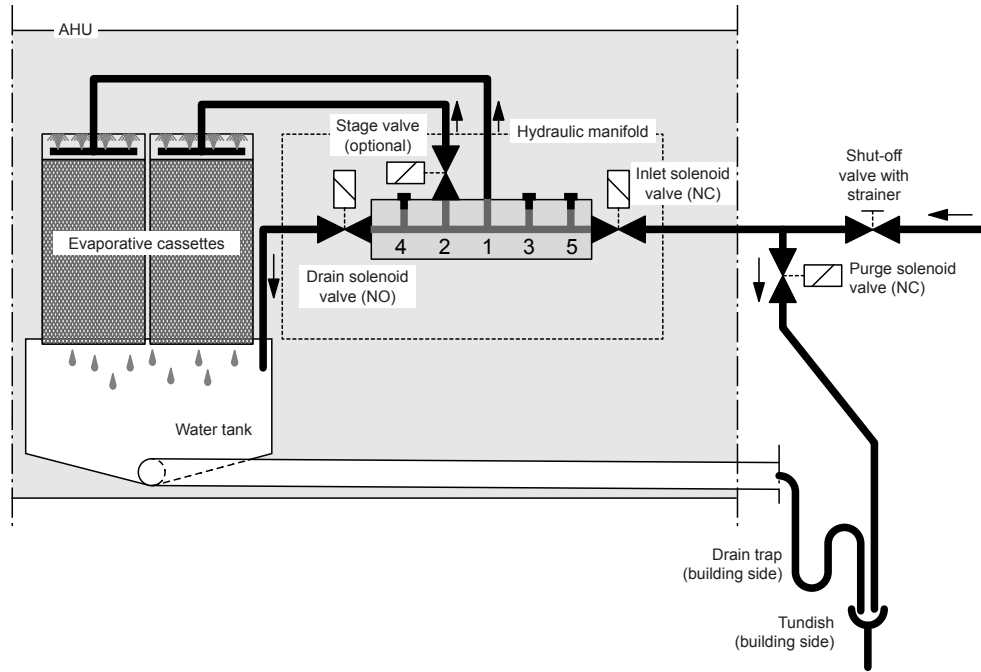 AHU
Stage valve
(optional)
Hydraulic manifold
Inlet solenoid
valve (NC)
Shut-off
valve with
strainer
Evaporative cassettes
4 2 1 3 5
Drain solenoid
valve (NO)
Purge solenoid
valve (NC)
Water tank
Drain trap
(building side)
Tundish
(building side)